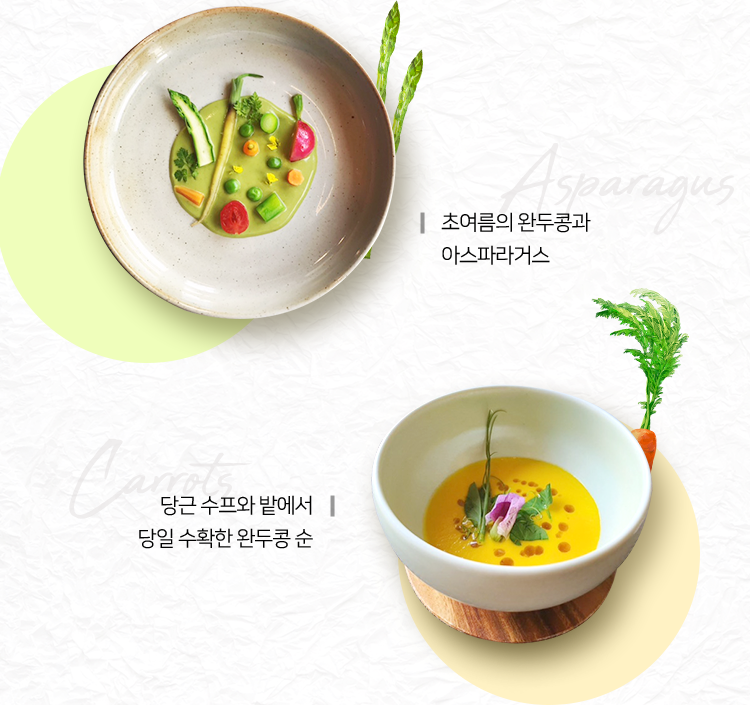 Asparagus
초여름의 완두콩과
아스파라거스
Carrots
당근 수프와 밭에서
당일 수확한 완두콩 순